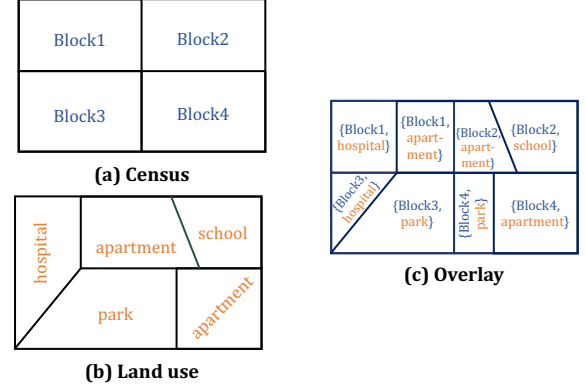 Block1
Block2
Block3
Block4
(a) Census
hospital
apartment
school
park
apartment
(b) Land use
{Block1,
hospital}
{Block1,
apart-
ment}
{Block2,
apart-
ment}
{Block2,
school}
{Block3,
hospital}
{Block3,
park}
{Block4,
park}
{Block4,
apartment}
(c) Overlay